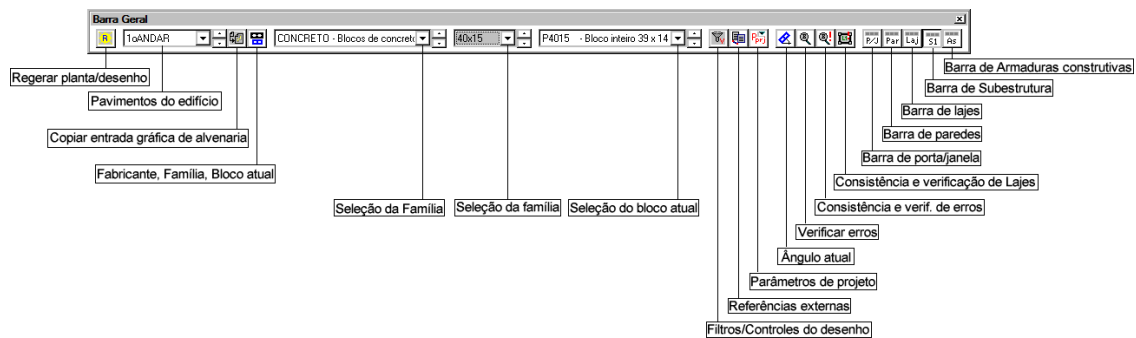 Barra Geral
R 1oANDAR CONCRETO - Blocos de concreto 40x15 P4015 - Bloco inteiro 39 x 14 P/J Par Laj S1 As
Regerar planta/desenho
Pavimentos do edifício
Copiar entrada gráfica de alvenaria
Fabricante, Família, Bloco atual
Seleção da Família
Seleção da família
Seleção do bloco atual
Barra de Armaduras construtivas
Barra de Subestrutura
Barra de lajes
Barra de paredes
Barra de porta/janela
Consistência e verificação de Lajes
Consistência e verif. de erros
Verificar erros
Ângulo atual
Parâmetros de projeto
Referências externas
Filtros/Controles do desenho